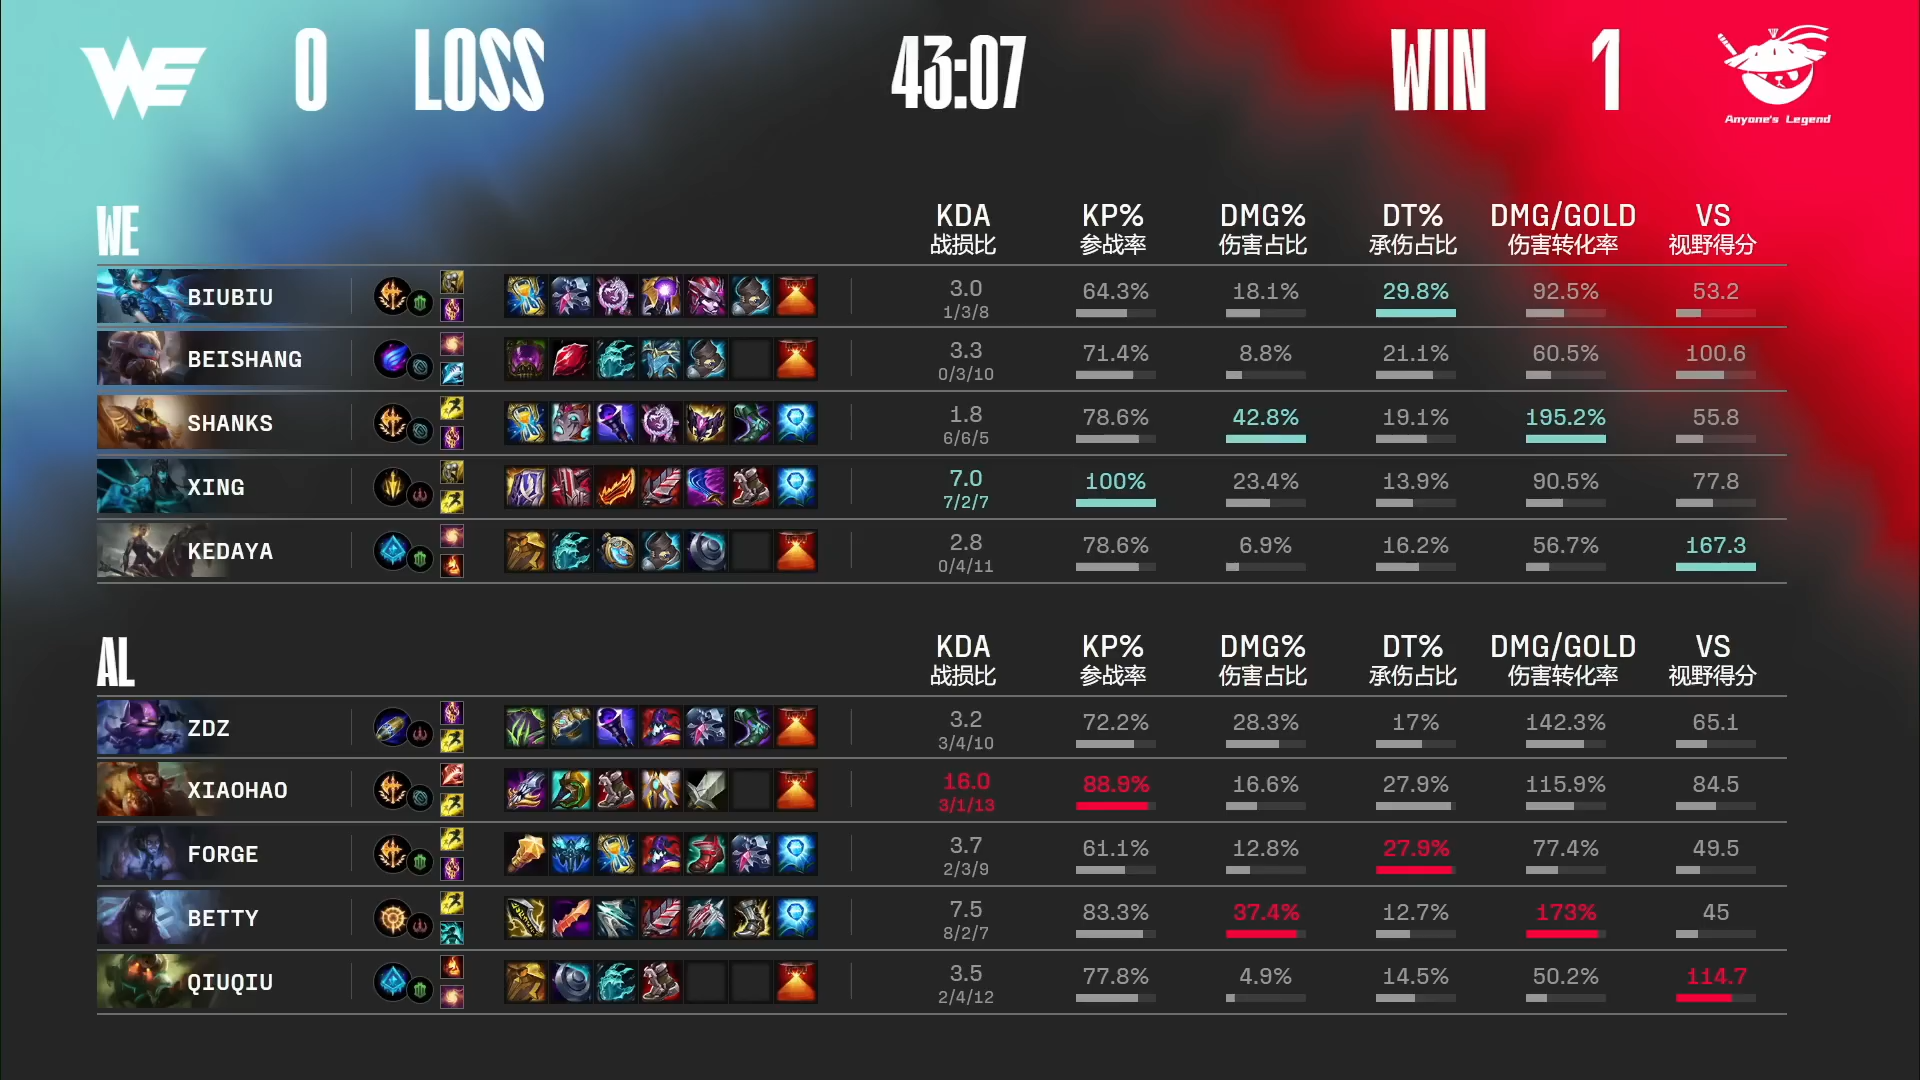 WE 0 LOSS 43:07 WIN 1
Anyone's Legend
WE KDA KP% DMG% DT% DMG/GOLD VS
战损比 参战率 伤害占比 承伤占比 伤害转化率 视野得分
BIUBIU 3.0 64.3% 18.1% 29.8% 92.5% 53.2
1/3/8
BEISHANG 3.3 71.4% 8.8% 21.1% 60.5% 100.6
0/3/10
SHANKS 1.8 78.6% 42.8% 19.1% 195.2% 55.8
6/6/5
XING 7.0 100% 23.4% 13.9% 90.5% 77.8
7/2/7
KEDAYA 2.8 78.6% 6.9% 16.2% 56.7% 167.3
0/4/11
AL KDA KP% DMG% DT% DMG/GOLD VS
战损比 参战率 伤害占比 承伤占比 伤害转化率 视野得分
ZDZ 3.2 72.2% 28.3% 17% 142.3% 65.1
3/4/10
XIAOHAO 16.0 88.9% 16.6% 27.9% 115.9% 84.5
3/1/13
FORGE 3.7 61.1% 12.8% 27.9% 77.4% 49.5
2/3/9
BETTY 7.5 83.3% 37.4% 12.7% 173% 45
8/2/7
QIUQIU 3.5 77.8% 4.9% 14.5% 50.2% 114.7
2/4/12